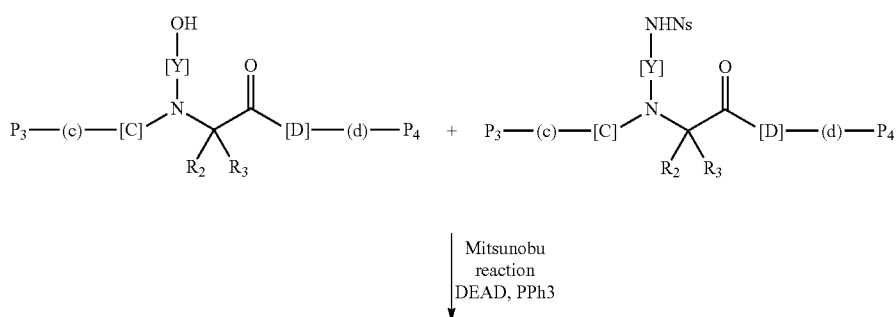 OH
NHNs
[Y]
O
[Y]
O
N
N
P₃—(c)—[C]
[D]—(d)—P₄
+
P₃—(c)—[C]
[D]—(d)—P₄
R₂ R₃
R₂ R₃
Mitsunobu
reaction
DEAD, PPh3